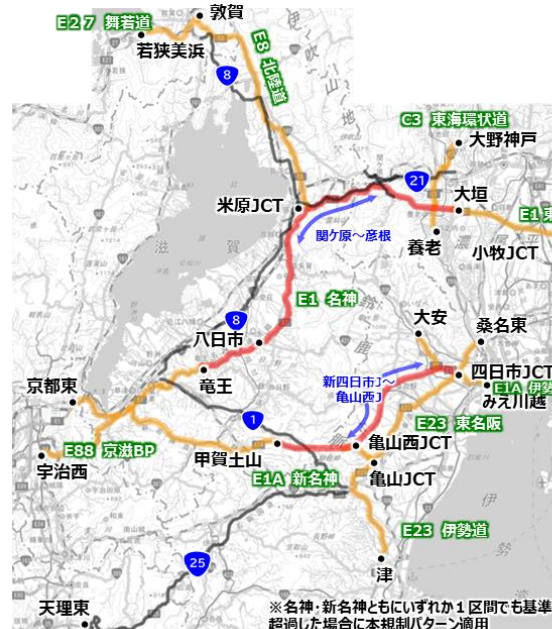 E27 舞若道
敦賀
若狭美浜
8
E8 北陸道
C3 東海環状道
大野神戸
21
米原JCT
大垣
関ケ原～彦根
養老
E1 東
小牧JCT
E1 名神
8
八日市
大安
桑名東
竜王
新四日市J～
亀山西J
四日市JCT
E1A 伊勢
みえ川越
京都東
1
E23 東名阪
E88 京滋BP
甲賀土山
亀山西JCT
宇治西
E1A 新名神
亀山JCT
E23 伊勢道
25
津
天理東
※名神・新名神ともにいずれか１区間でも基準
超過した場合に本規制パターン適用